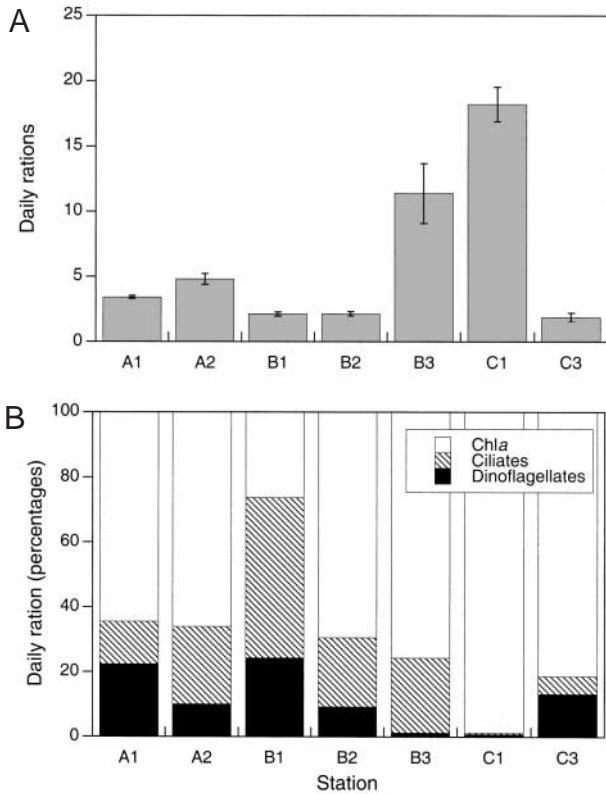 A
25
20
15
10
5
0
Daily rations
A1 A2 B1 B2 B3 C1 C3
B
100
80
60
40
20
0
Daily ration (percentages)
Chla
Ciliates
Dinoflagellates
A1 A2 B1 B2 B3 C1 C3
Station